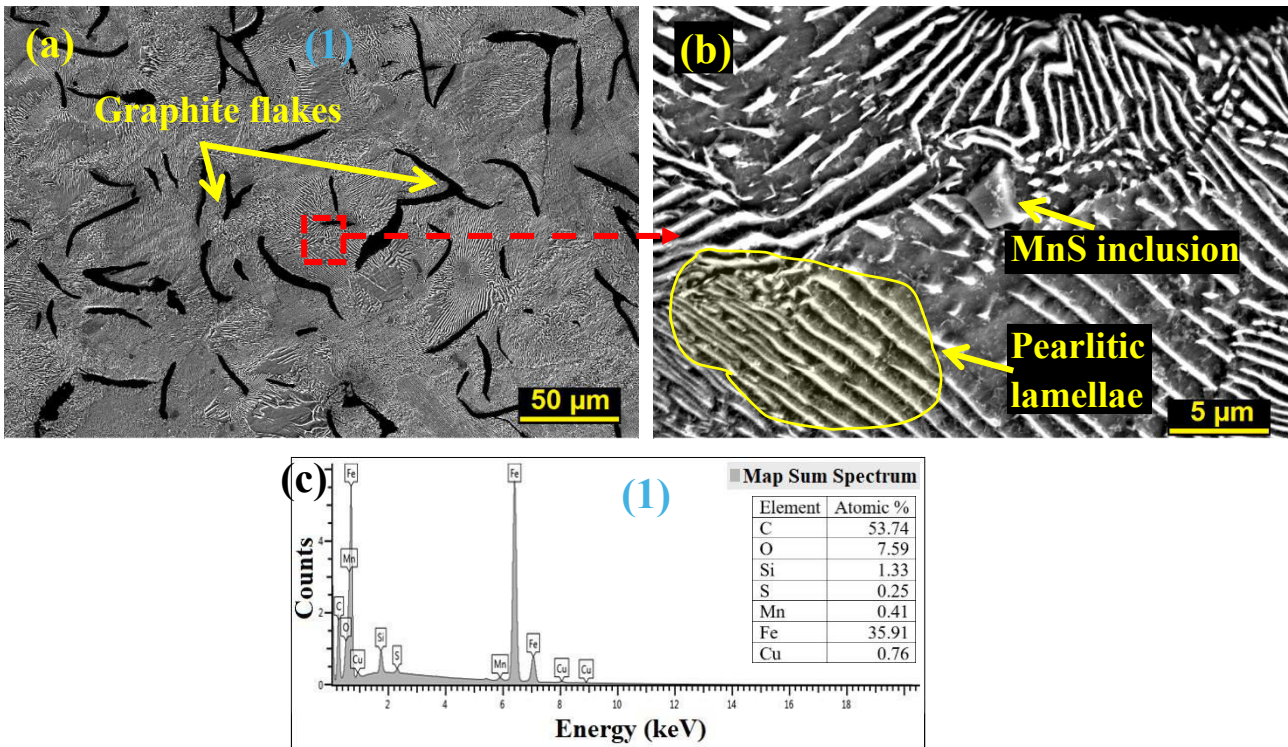 (a)
(1)
Graphite flakes
50 µm
(b)
MnS inclusion
Pearlitic
lamellae
5 µm
(c)
(1)
Map Sum Spectrum
Element Atomic %
C 53.74
O 7.59
Si 1.33
S 0.25
Mn 0.41
Fe 35.91
Cu 0.76
Counts
4
2
0
Fe
Mn
C
O
Cu
Si
S
Mn
Fe
Fe
Cu
Cu
2 4 6 8 10 12 14 16 18
Energy (keV)